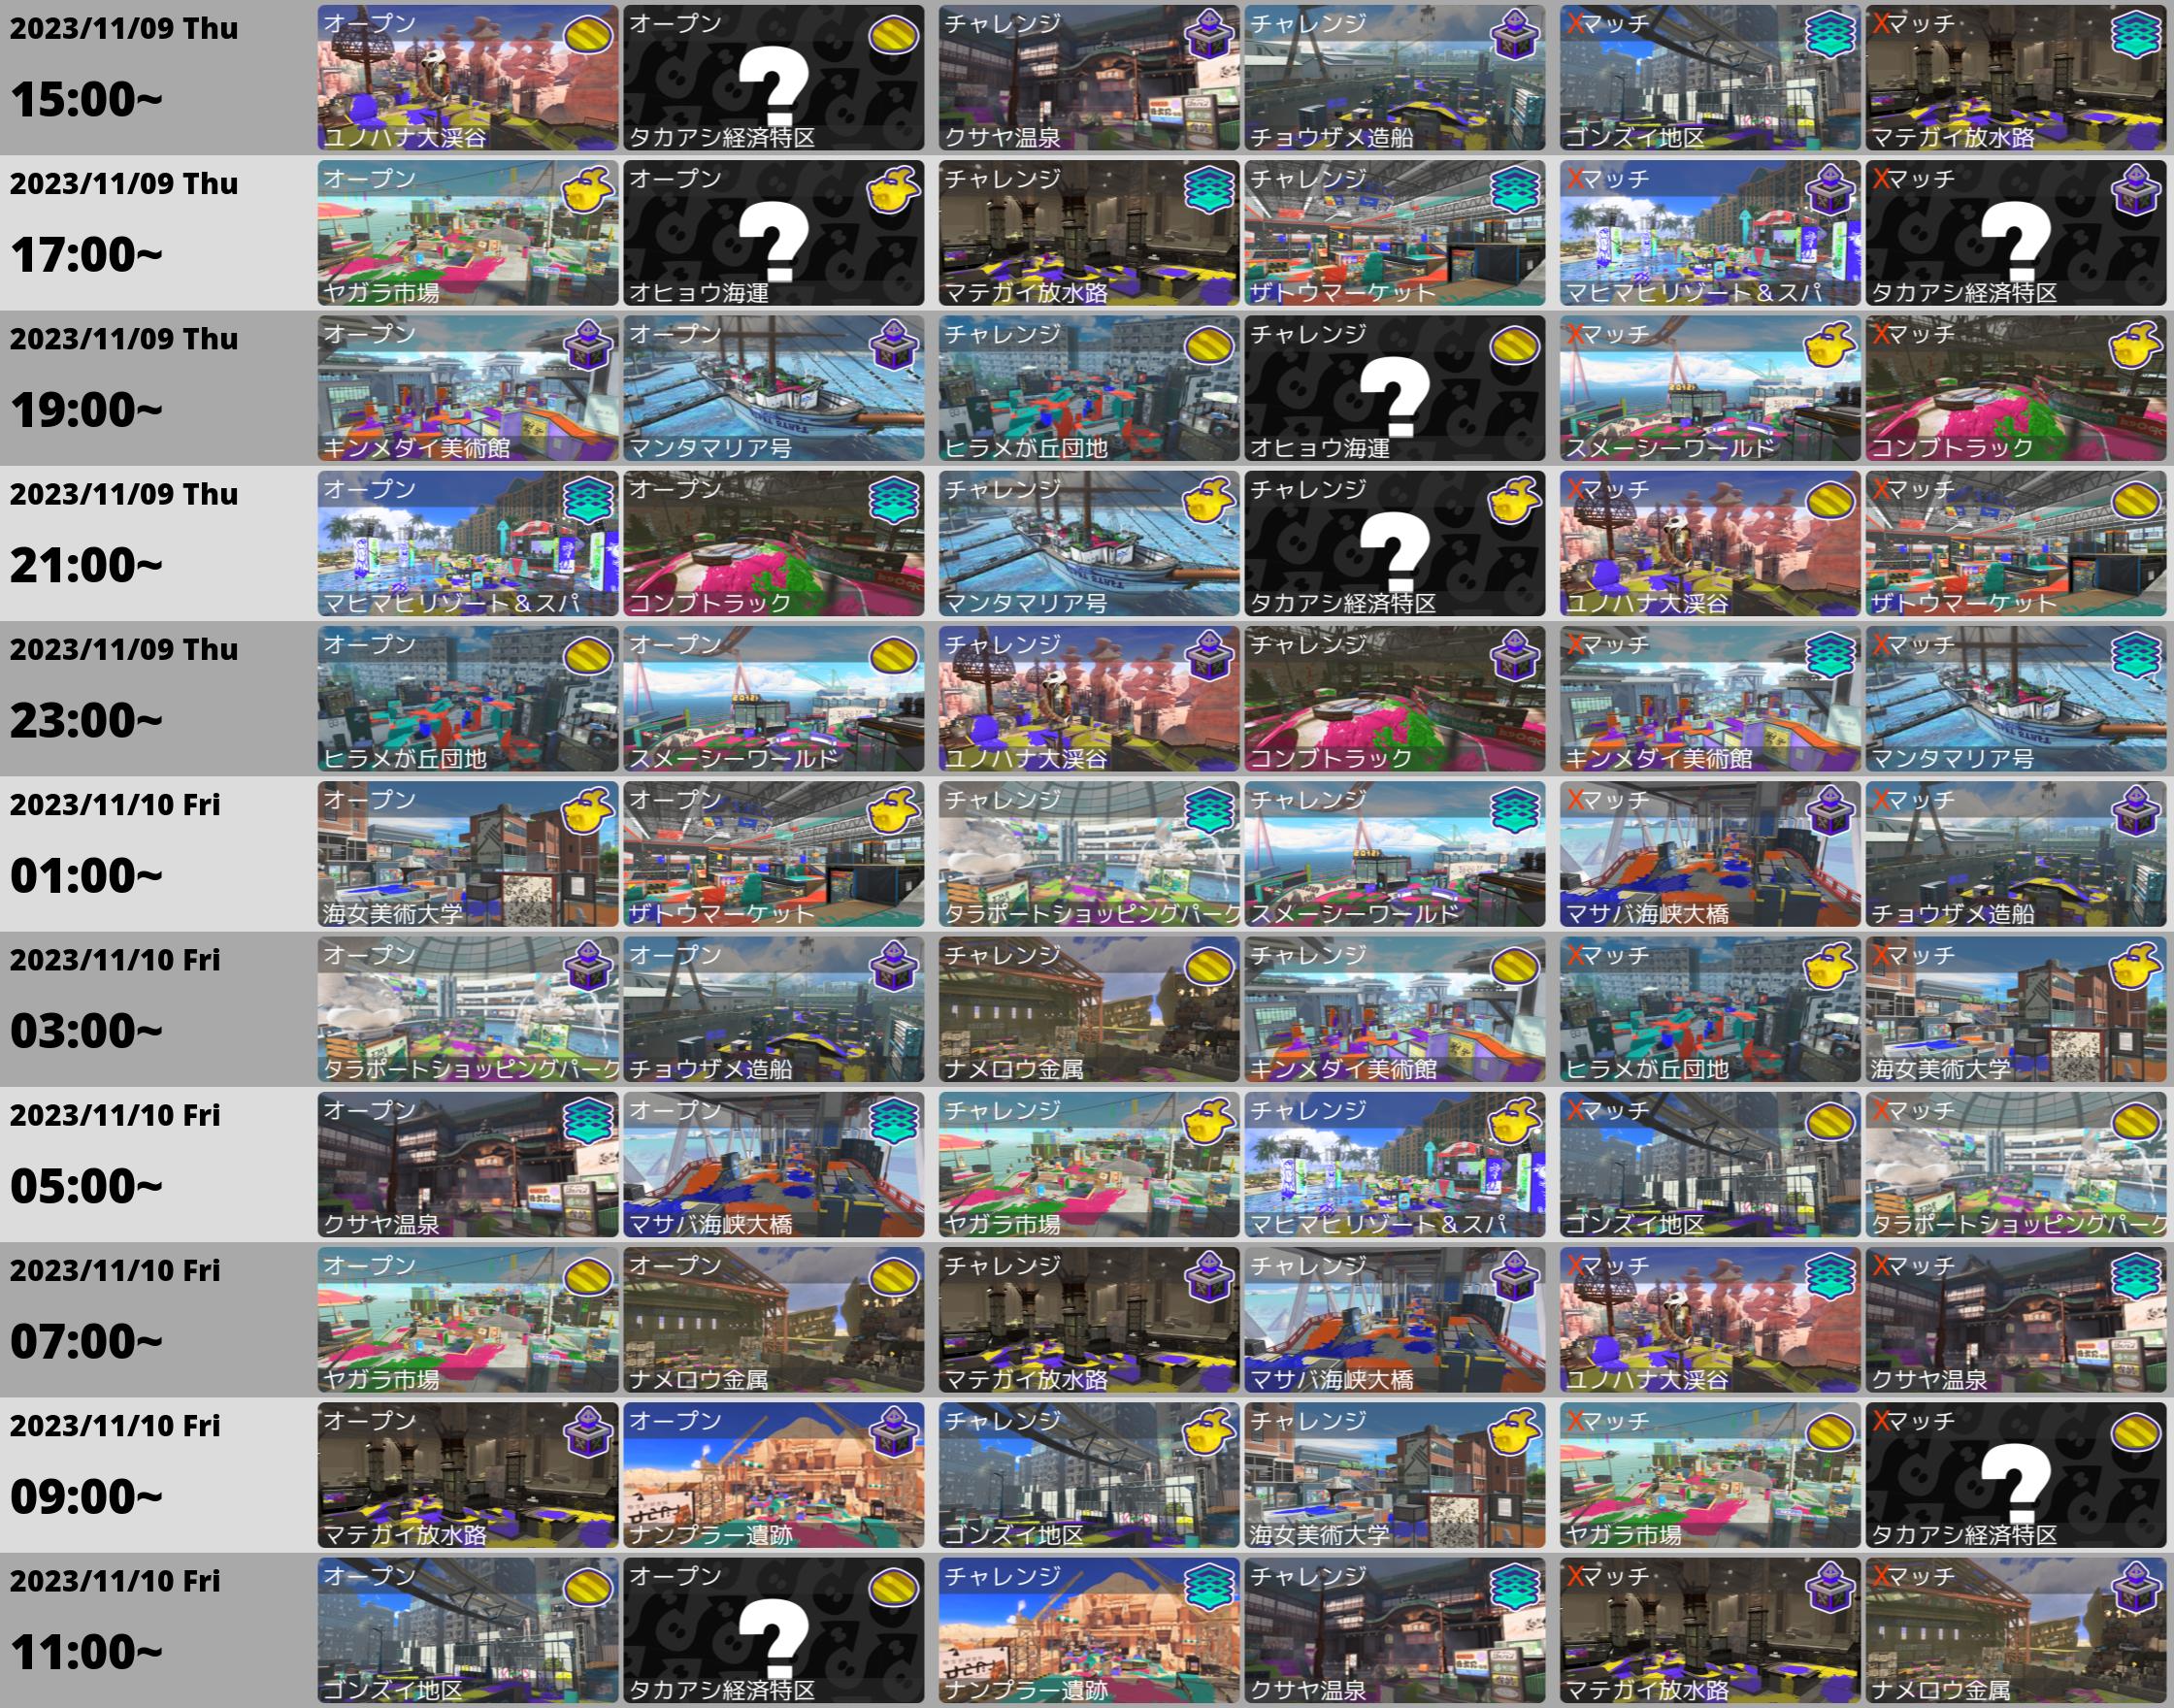 2023/11/09 Thu
15:00~
オープン
ユノハナ大渓谷
オープン
タカアシ経済特区
チャレンジ
クサヤ温泉
チャレンジ
チョウザメ造船
Xマッチ
ゴンズイ地区
Xマッチ
マテガイ放水路
2023/11/09 Thu
17:00~
オープン
ヤガラ市場
オープン
オヒョウ海運
チャレンジ
マテガイ放水路
チャレンジ
ザトウマーケット
Xマッチ
マヒマヒリゾート&スパ
Xマッチ
タカアシ経済特区
2023/11/09 Thu
19:00~
オープン
キンメダイ美術館
オープン
マンタマリア号
チャレンジ
ヒラメが丘団地
チャレンジ
オヒョウ海運
Xマッチ
スメーシーワールド
Xマッチ
コンブトラック
2023/11/09 Thu
21:00~
オープン
マヒマヒリゾート&スパ
オープン
コンブトラック
チャレンジ
マンタマリア号
チャレンジ
タカアシ経済特区
Xマッチ
ユノハナ大渓谷
Xマッチ
ザトウマーケット
2023/11/09 Thu
23:00~
オープン
ヒラメが丘団地
オープン
スメーシーワールド
チャレンジ
ユノハナ大渓谷
チャレンジ
コンブトラック
Xマッチ
キンメダイ美術館
Xマッチ
マンタマリア号
2023/11/10 Fri
01:00~
オープン
海女美術大学
オープン
ザトウマーケット
チャレンジ
タラポートショッピングパーク
チャレンジ
スメーシーワールド
Xマッチ
マサバ海峡大橋
Xマッチ
チョウザメ造船
2023/11/10 Fri
03:00~
オープン
タラポートショッピングパーク
オープン
チョウザメ造船
チャレンジ
ナメロウ金属
チャレンジ
キンメダイ美術館
Xマッチ
ヒラメが丘団地
Xマッチ
海女美術大学
2023/11/10 Fri
05:00~
オープン
クサヤ温泉
オープン
マサバ海峡大橋
チャレンジ
ヤガラ市場
チャレンジ
マヒマヒリゾート&スパ
Xマッチ
ゴンズイ地区
Xマッチ
タラポートショッピングパーク
2023/11/10 Fri
07:00~
オープン
ヤガラ市場
オープン
ナメロウ金属
チャレンジ
マテガイ放水路
チャレンジ
マサバ海峡大橋
Xマッチ
ユノハナ大渓谷
Xマッチ
クサヤ温泉
2023/11/10 Fri
09:00~
オープン
マテガイ放水路
オープン
ナンプラー遺跡
チャレンジ
ゴンズイ地区
チャレンジ
海女美術大学
Xマッチ
ヤガラ市場
Xマッチ
タカアシ経済特区
2023/11/10 Fri
11:00~
オープン
ゴンズイ地区
オープン
タカアシ経済特区
チャレンジ
ナンプラー遺跡
チャレンジ
クサヤ温泉
Xマッチ
マテガイ放水路
Xマッチ
ナメロウ金属